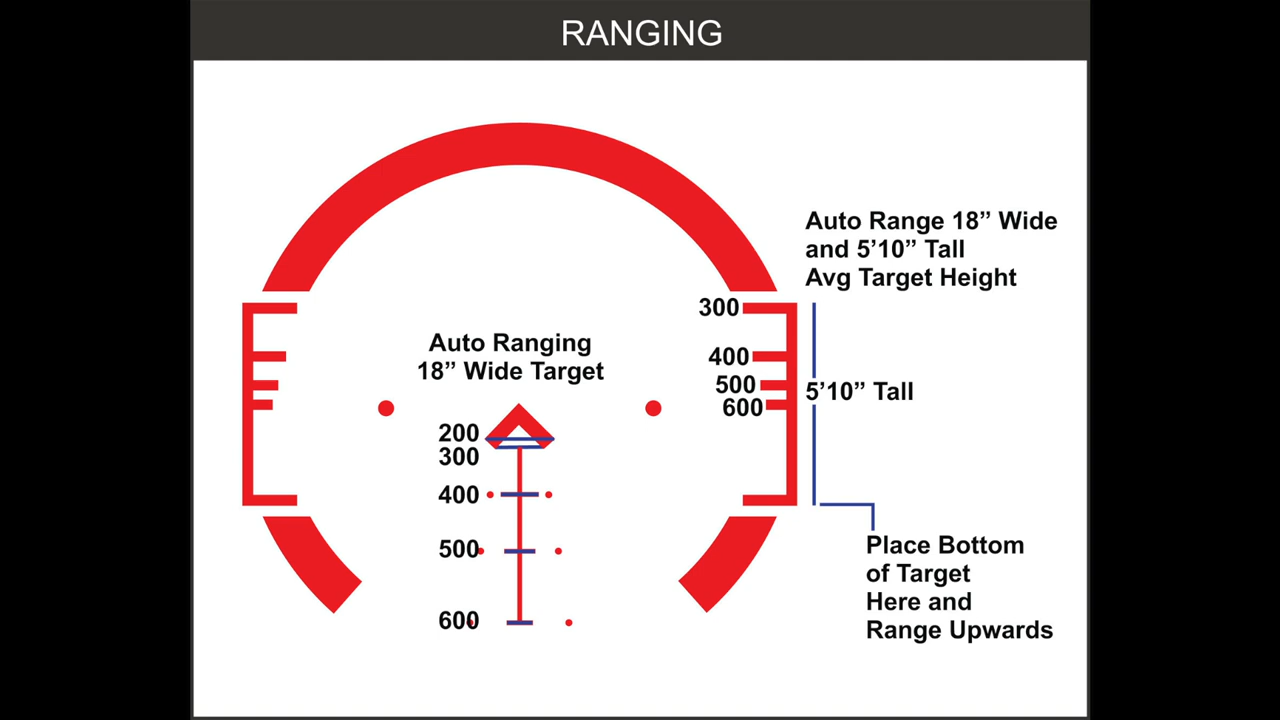 RANGING
Auto Range 18” Wide
and 5’10” Tall
Avg Target Height
300
400
500
600
5’10” Tall
Auto Ranging
18” Wide Target
200
300
400
500
600
Place Bottom
of Target
Here and
Range Upwards